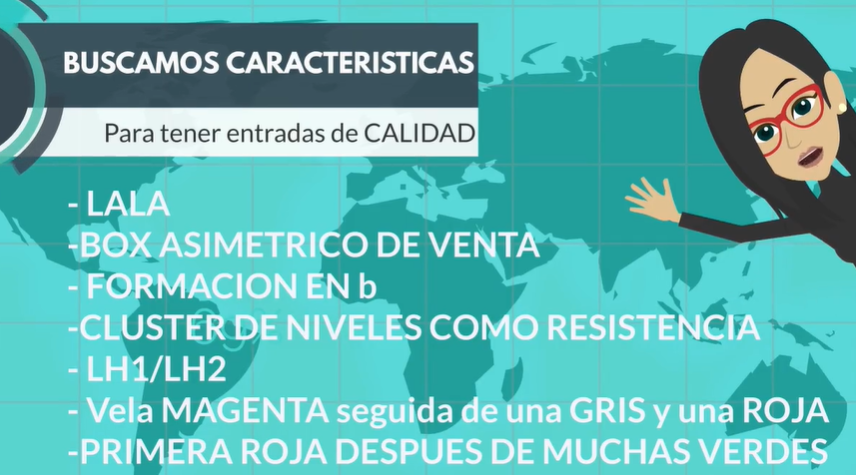 BUSCAMOS CARACTERISTICAS
Para tener entradas de CALIDAD
- LALA
-BOX ASIMETRICO DE VENTA
- FORMACION EN b
-CLUSTER DE NIVELES COMO RESISTENCIA
- LH1/LH2
- Vela MAGENTA seguida de una GRIS y una ROJA
-PRIMERA ROJA DESPUES DE MUCHAS VERDES